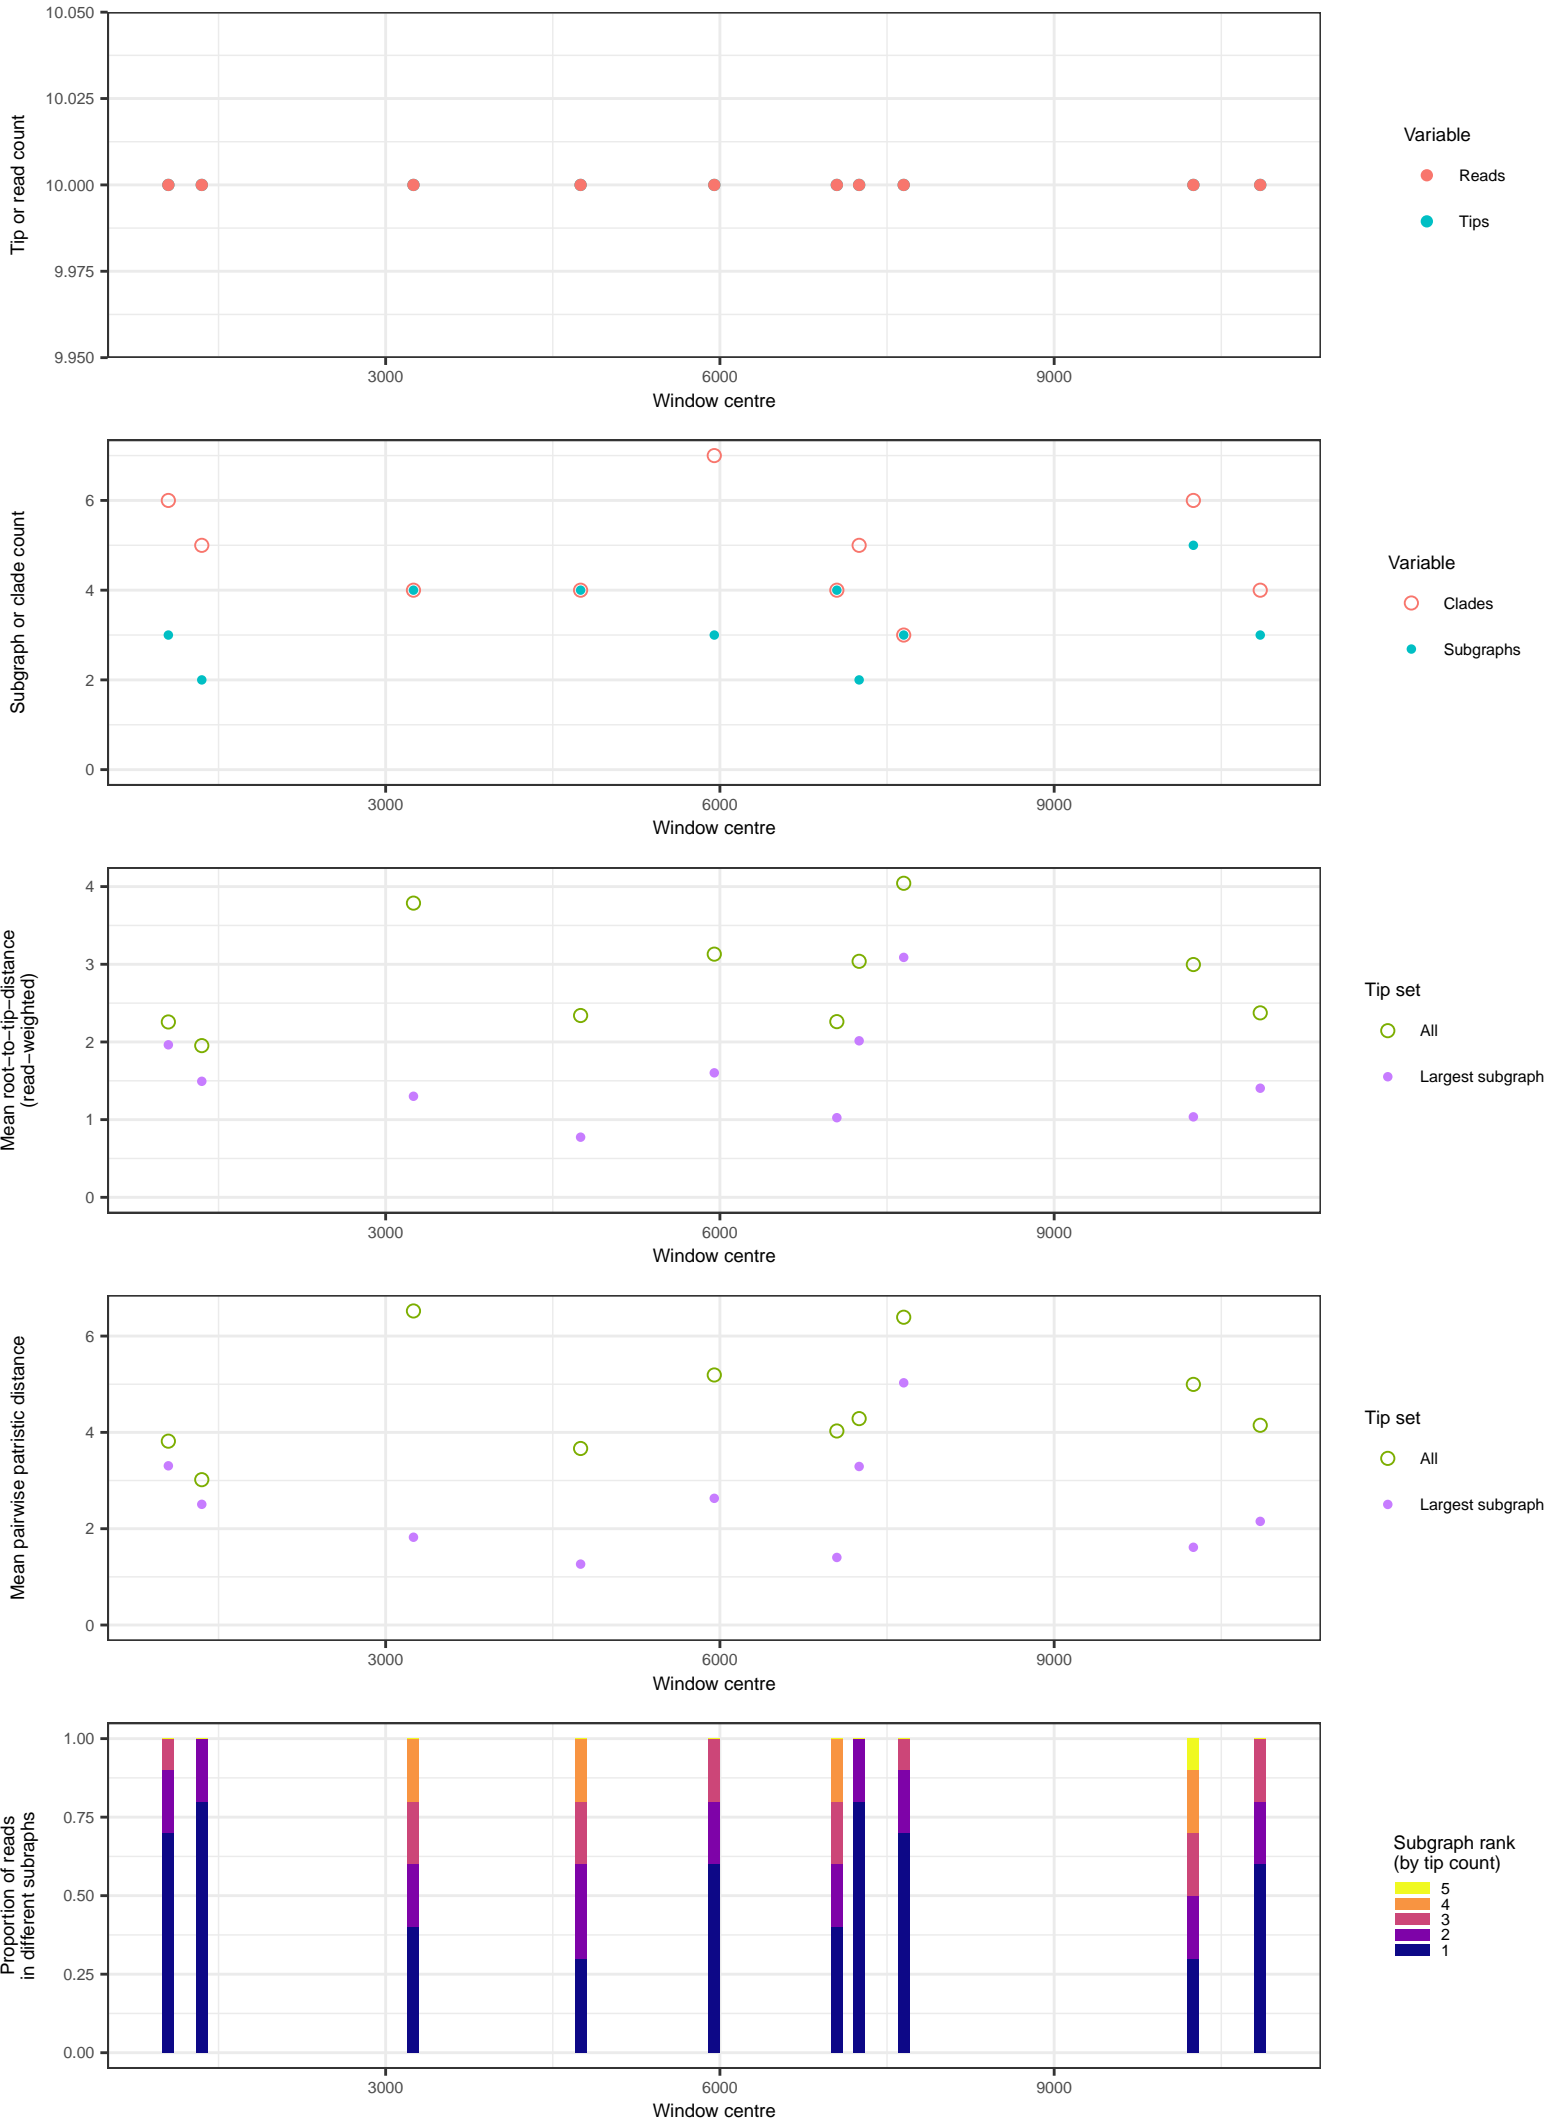 10.050
10.025
10.000
9.975
9.950
Tip or read count
3000 6000 9000
Window centre
Variable
Reads
Tips
6
4
2
0
Subgraph or clade count
3000 6000 9000
Window centre
Variable
Clades
Subgraphs
4
3
2
1
0
Mean root−to−tip−distance
(read−weighted)
3000 6000 9000
Window centre
Tip set
All
Largest subgraph
6
4
2
0
Mean pairwise patristic distance
3000 6000 9000
Window centre
Tip set
All
Largest subgraph
1.00
0.75
0.50
0.25
0.00
Proportion of reads
in different subraphs
3000 6000 9000
Window centre
Subgraph rank
(by tip count)
5
4
3
2
1